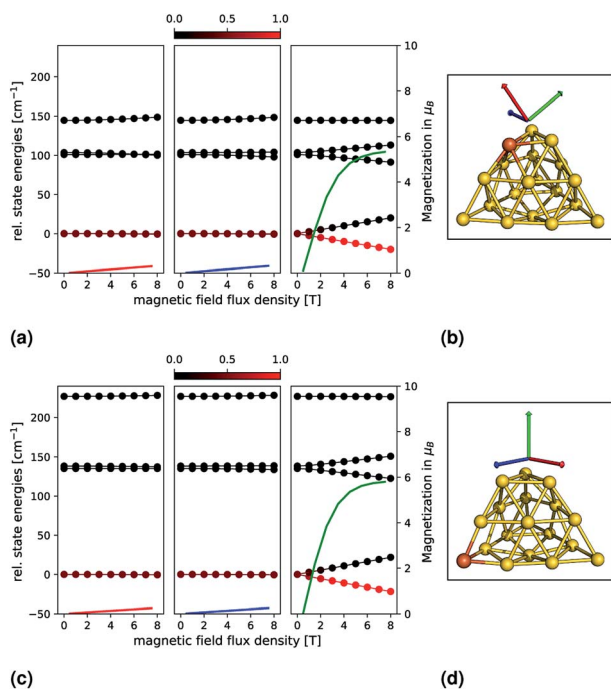 0.0 0.5 1.0
rel. state energies [cm⁻¹]
200
150
100
50
0
−50
0 2 4 6 8
0 2 4 6 8
0 2 4 6 8
magnetic field flux density [T]
10
8
6
4
2
0
Magnetization in μB
(a)
(b)
0.0 0.5 1.0
rel. state energies [cm⁻¹]
200
150
100
50
0
−50
0 2 4 6 8
0 2 4 6 8
0 2 4 6 8
magnetic field flux density [T]
10
8
6
4
2
0
Magnetization in μB
(c)
(d)